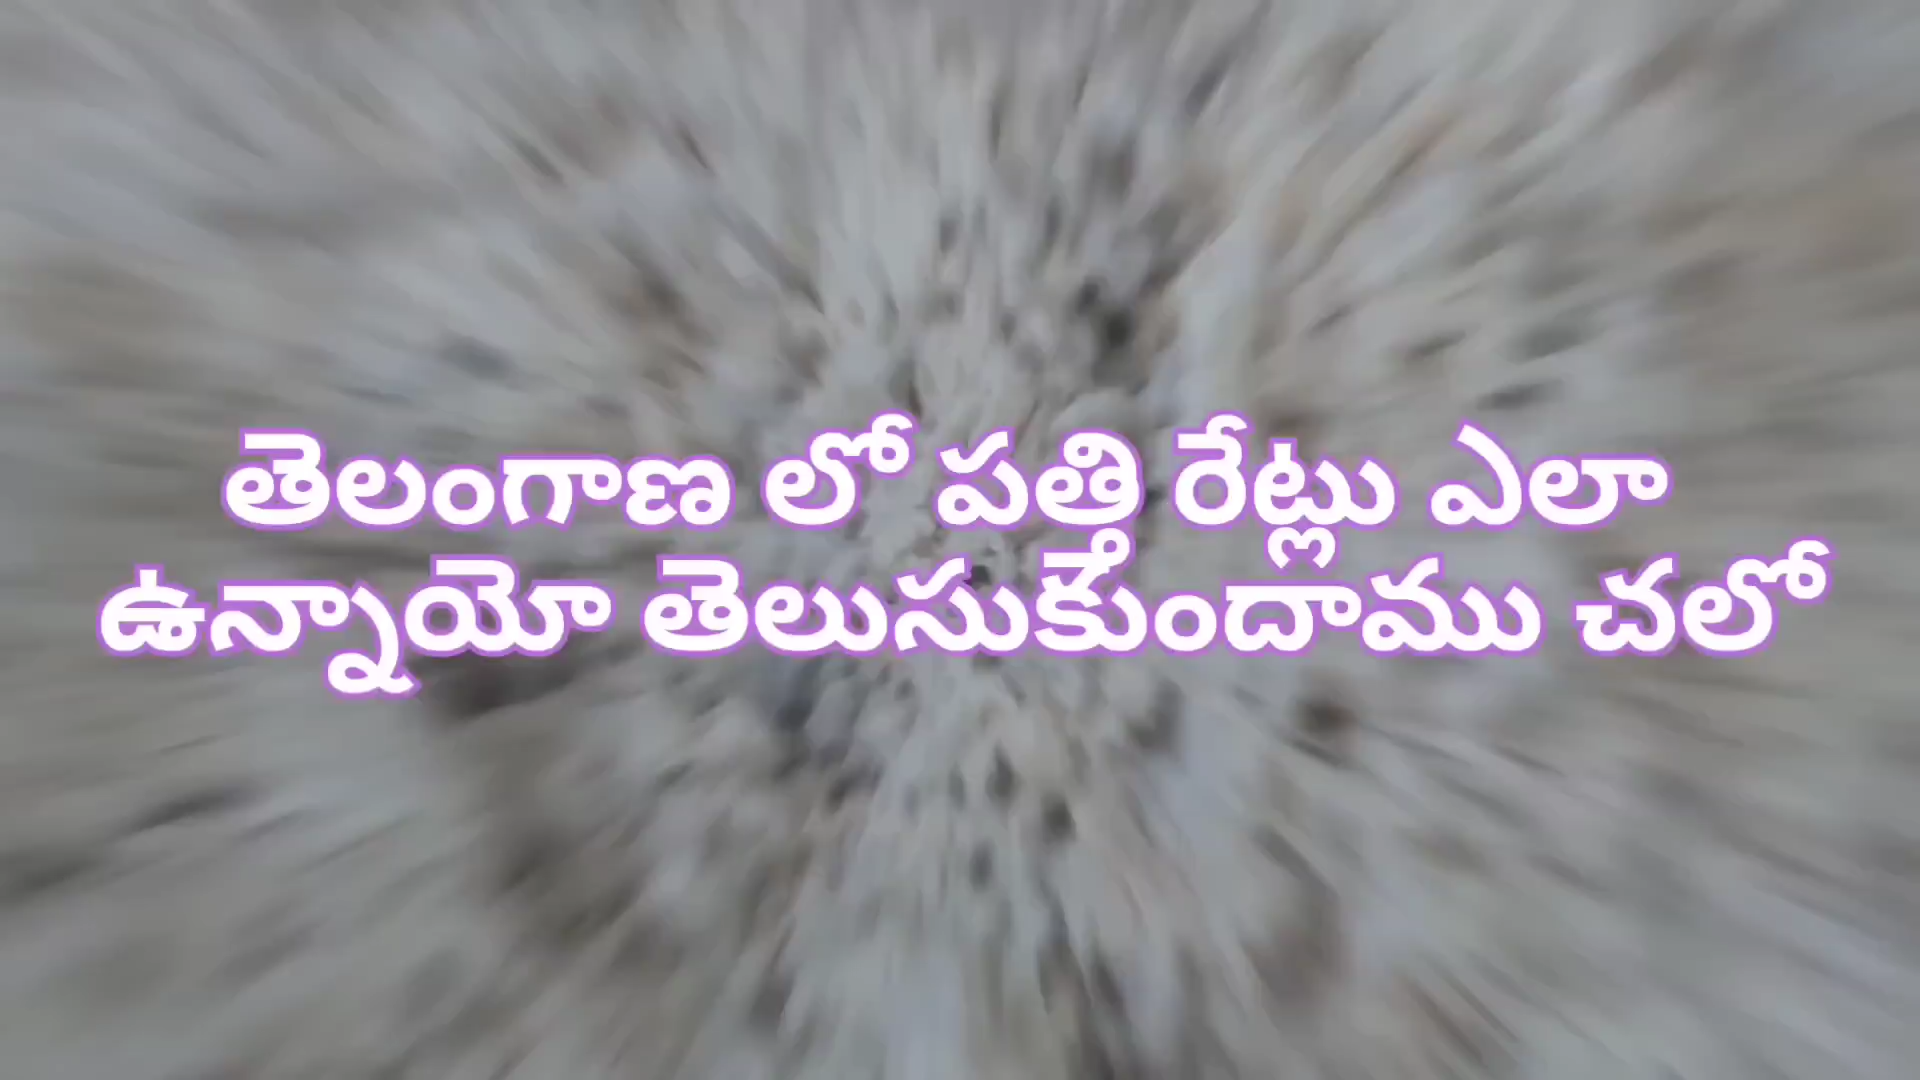 తెలంగాణ లో పత్తి రేట్లు ఎలా
ఉన్నాయో తెలుసుకుందాము చలో